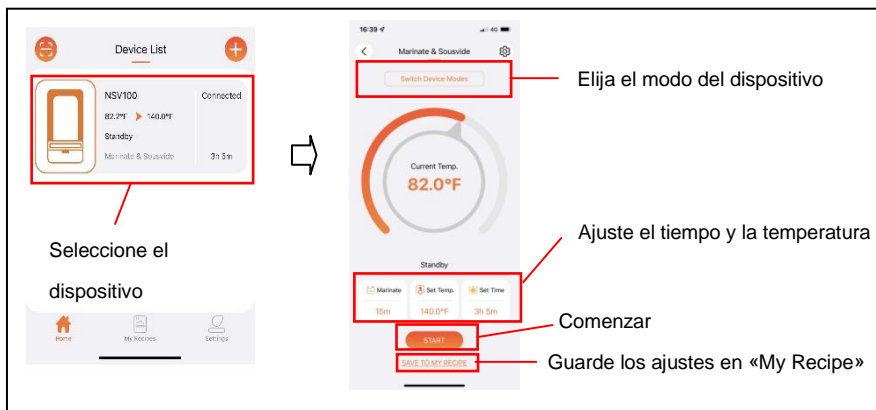 Device List
NSV100
Connected
82.2°F
140.0°F
Standby
Marinate & Sousvide
3h 5m
Seleccione el
dispositivo
Home
My Recipes
Settings
16:39
4G
Marinate & Sousvide
Switch Device Modes
Elija el modo del dispositivo
Current Temp.
82.0°F
Ajuste el tiempo y la temperatura
Standby
Marinate
Set Temp.
Set Time
15m
140.0°F
3h 5m
Comenzar
START
Guarde los ajustes en «My Recipe»
SAVE TO MY RECIPE